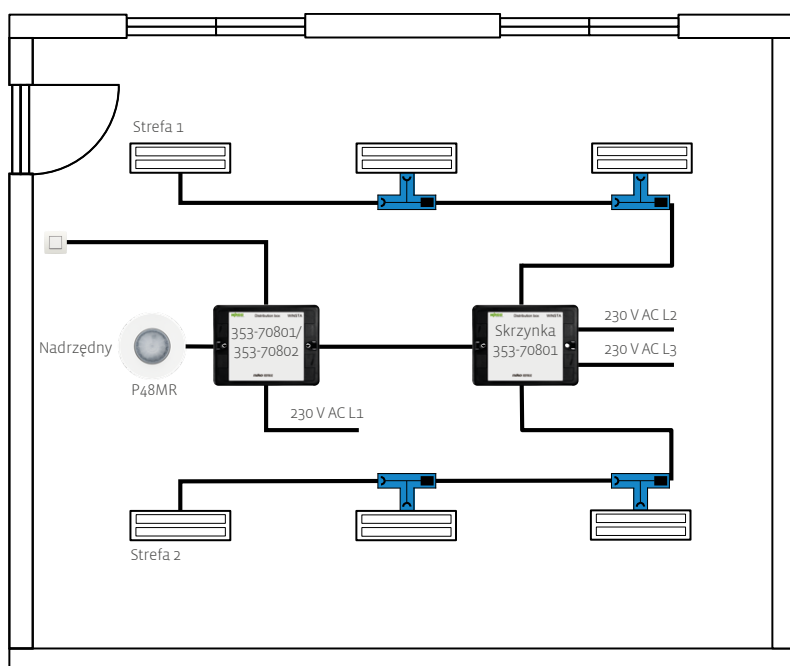 Strefa 1
230 V AC L2
353-70801/
353-70802
Skrzynka
353-70801
Nadrzędny
230 V AC L3
P48MR
230 V AC L1
Strefa 2